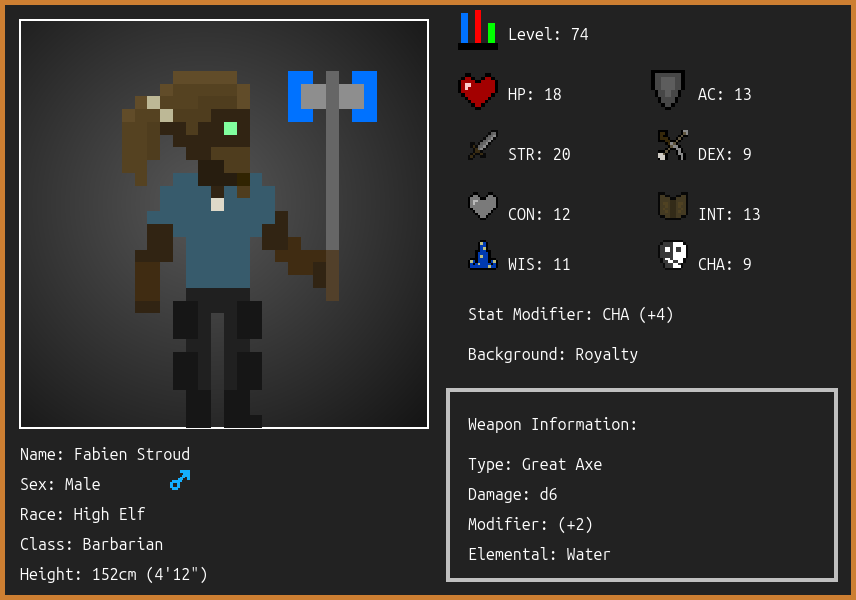 Level: 74
HP: 18
AC: 13
STR: 20
DEX: 9
CON: 12
INT: 13
WIS: 11
CHA: 9
Stat Modifier: CHA (+4)
Background: Royalty
Weapon Information:
Type: Great Axe
Damage: d6
Modifier: (+2)
Elemental: Water
Name: Fabien Stroud
Sex: Male
Race: High Elf
Class: Barbarian
Height: 152cm (4'12")